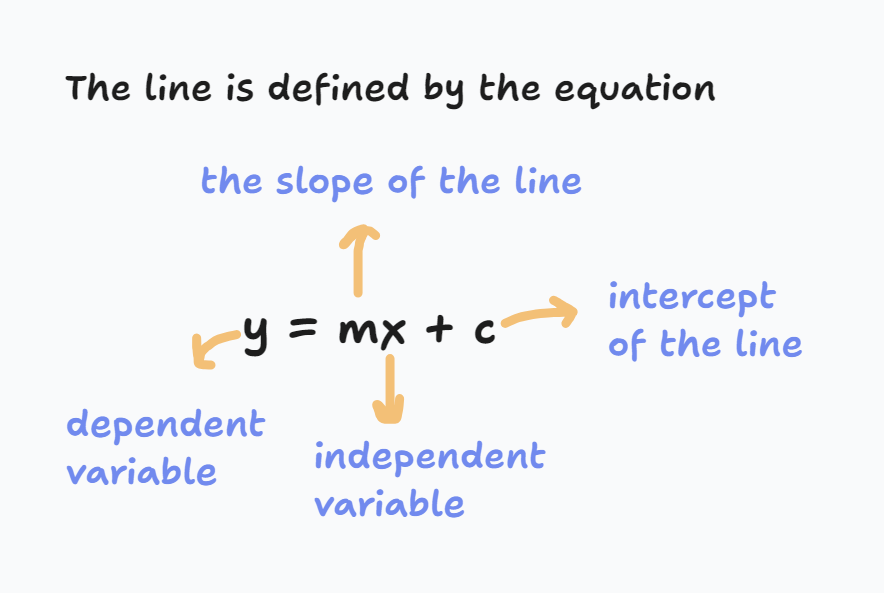 The line is defined by the equation
the slope of the line
y = mx + c
intercept
of the line
dependent
variable
independent
variable